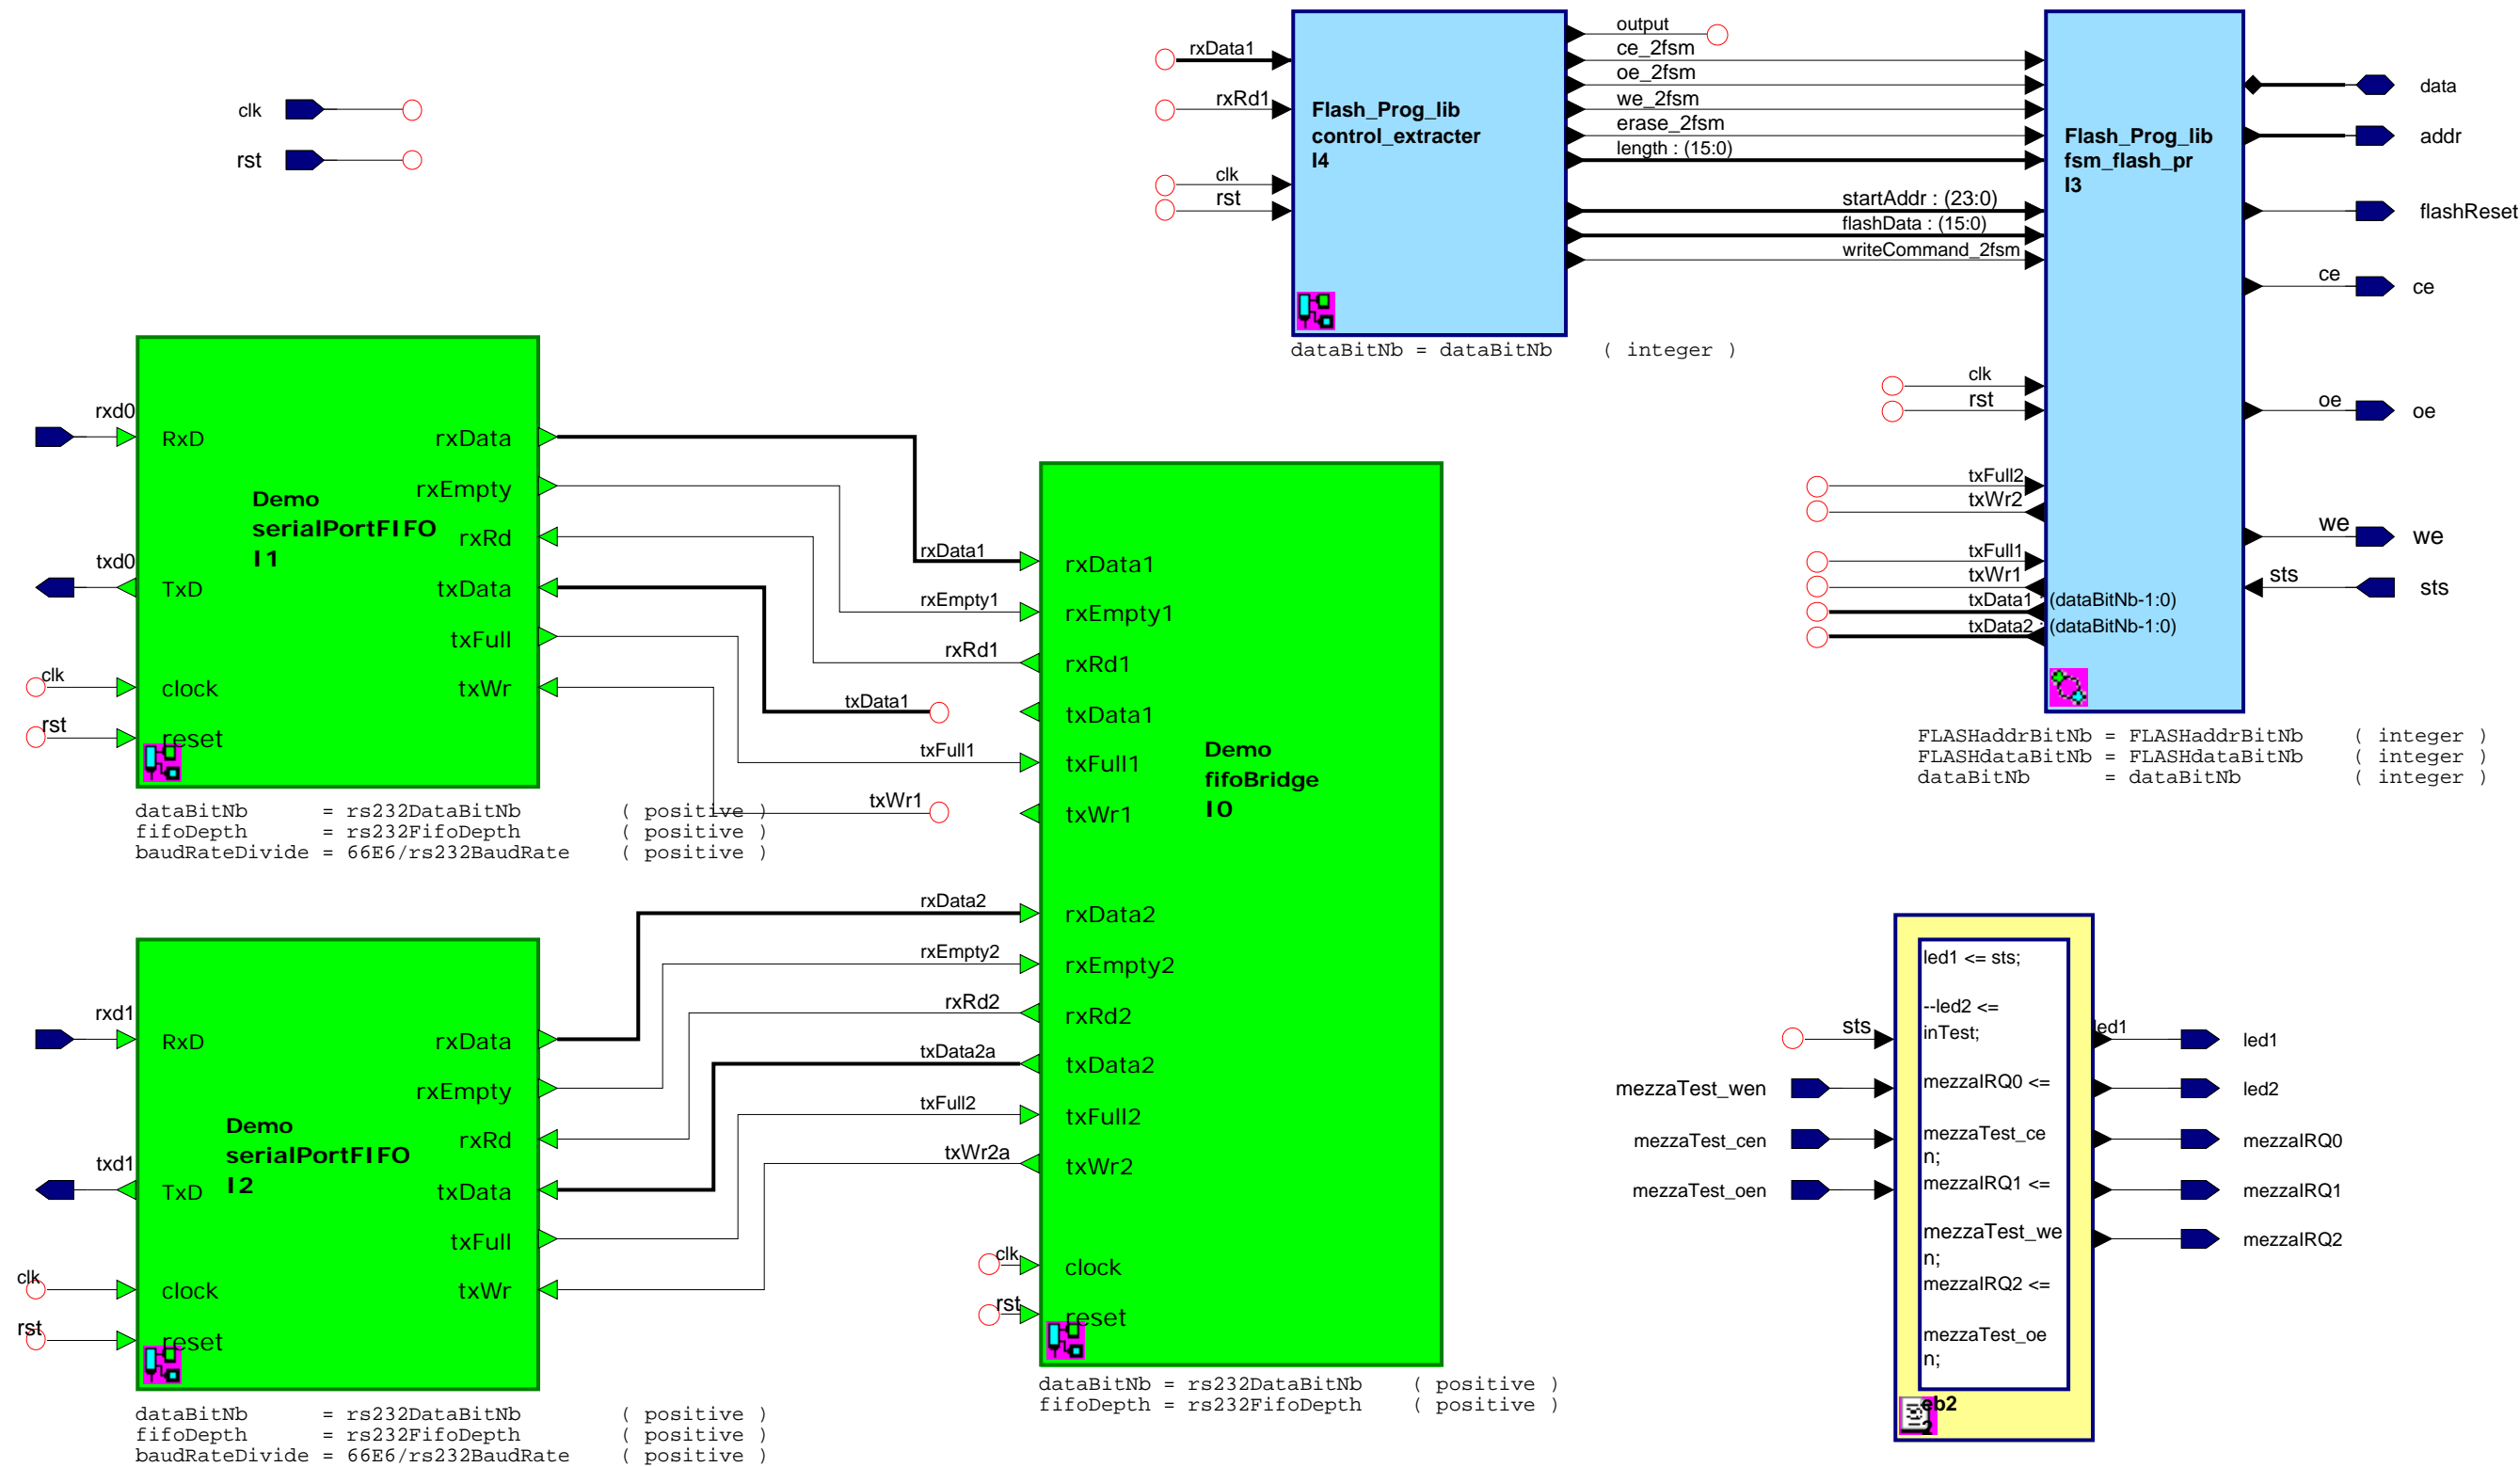 clk
rst
rxData1
rxRd1
clk
rst
Flash_Prog_lib
control_extracter
I4
output
ce_2fsm
oe_2fsm
we_2fsm
erase_2fsm
length : (15:0)
startAddr : (23:0)
flashData : (15:0)
writeCommand_2fsm
dataBitNb = dataBitNb ( integer )
Flash_Prog_lib
fsm_flash_pr
I3
clk
rst
txFull2
txWr2
txFull1
txWr1
txData1 : (dataBitNb-1:0)
txData2 : (dataBitNb-1:0)
data
addr
flashReset
ce ce
oe oe
we we
sts sts
FLASHaddrBitNb = FLASHaddrBitNb ( integer )
FLASHdataBitNb = FLASHdataBitNb ( integer )
dataBitNb = dataBitNb ( integer )
rxd0
txd0
clk
rst
RxD
TxD
clock
reset
Demo
serialPortFIFO
I1
rxData
rxEmpty
rxRd
txData
txFull
txWr
dataBitNb = rs232DataBitNb ( positive )
fifoDepth = rs232FifoDepth ( positive )
baudRateDivide = 66E6/rs232BaudRate ( positive )
rxData1
rxEmpty1
rxRd1
txData1
txFull1
txWr1
rxData1
rxEmpty1
rxRd1
txData1
txFull1
txWr1
Demo
fifoBridge
I0
rxData2
rxEmpty2
rxRd2
txData2a
txFull2
txWr2a
clk
rst
rxData2
rxEmpty2
rxRd2
txData2
txFull2
txWr2
clock
reset
dataBitNb = rs232DataBitNb ( positive )
fifoDepth = rs232FifoDepth ( positive )
rxd1
txd1
clk
rst
RxD
TxD
clock
reset
Demo
serialPortFIFO
I2
rxData
rxEmpty
rxRd
txData
txFull
txWr
dataBitNb = rs232DataBitNb ( positive )
fifoDepth = rs232FifoDepth ( positive )
baudRateDivide = 66E6/rs232BaudRate ( positive )
sts
mezzaTest_wen
mezzaTest_cen
mezzaTest_oen
led1 <= sts;
--led2 <=
inTest;
mezzaIRQ0 <=
mezzaTest_ce
n;
mezzaIRQ1 <=
mezzaTest_we
n;
mezzaIRQ2 <=
mezzaTest_oe
n;
eb2
2
led1 led1
led2
mezzaIRQ0
mezzaIRQ1
mezzaIRQ2